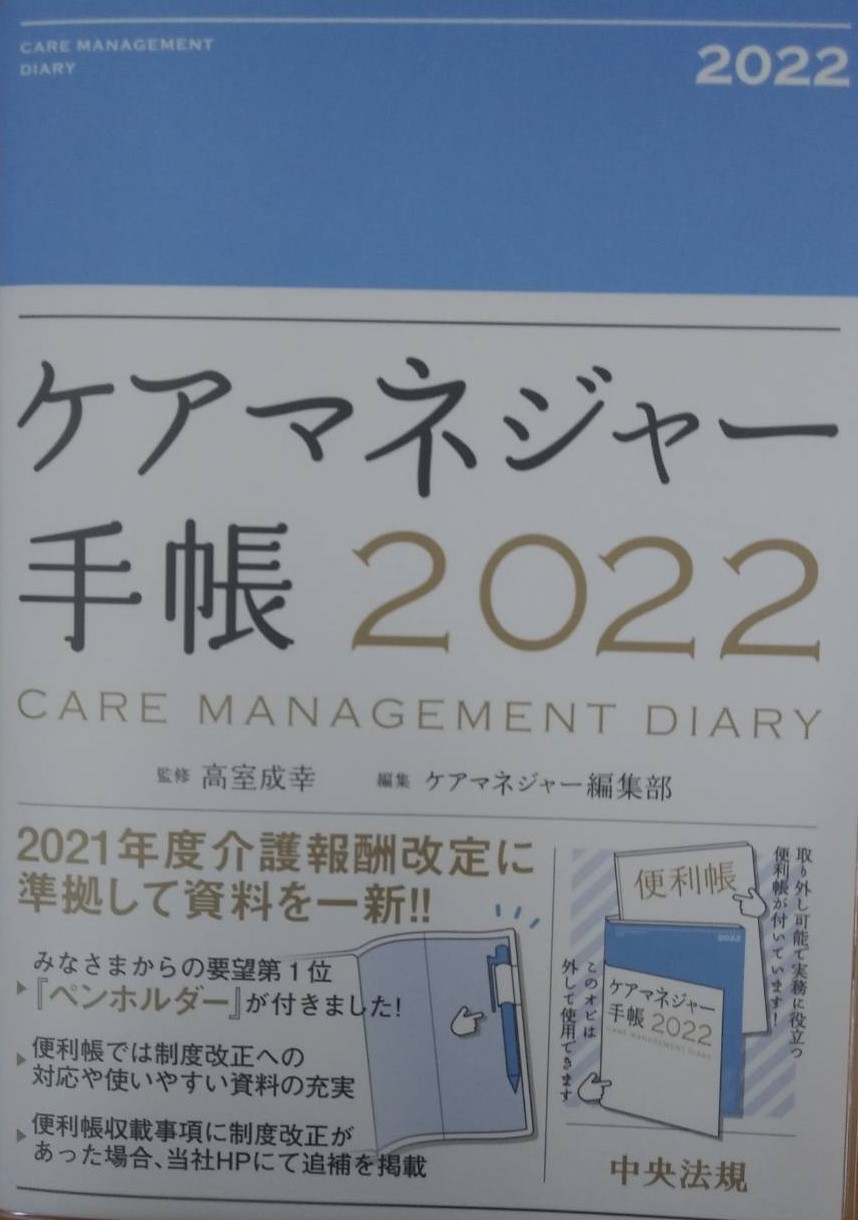 CARE MANAGEMENT
DIARY
2022
ケアマネジャー
手帳 2022
CARE MANAGEMENT DIARY
監修 高室成幸 編集 ケアマネジャー編集部
2021年度介護報酬改定に
準拠して資料を一新!!
みなさまからの要望第1位
『ペンホルダー』が付きました!
便利帳では制度改正への
対応や使いやすい資料の充実
便利帳収載事項に制度改正が
あった場合、当社HPにて追補を掲載
取り外し可能で実務に役立つ
便利帳が付いています!
便利帳
2022
ケアマネジャー
手帳 2022
CARE MANAGEMENT DIARY
このオビは
外して使用できます
中央法規